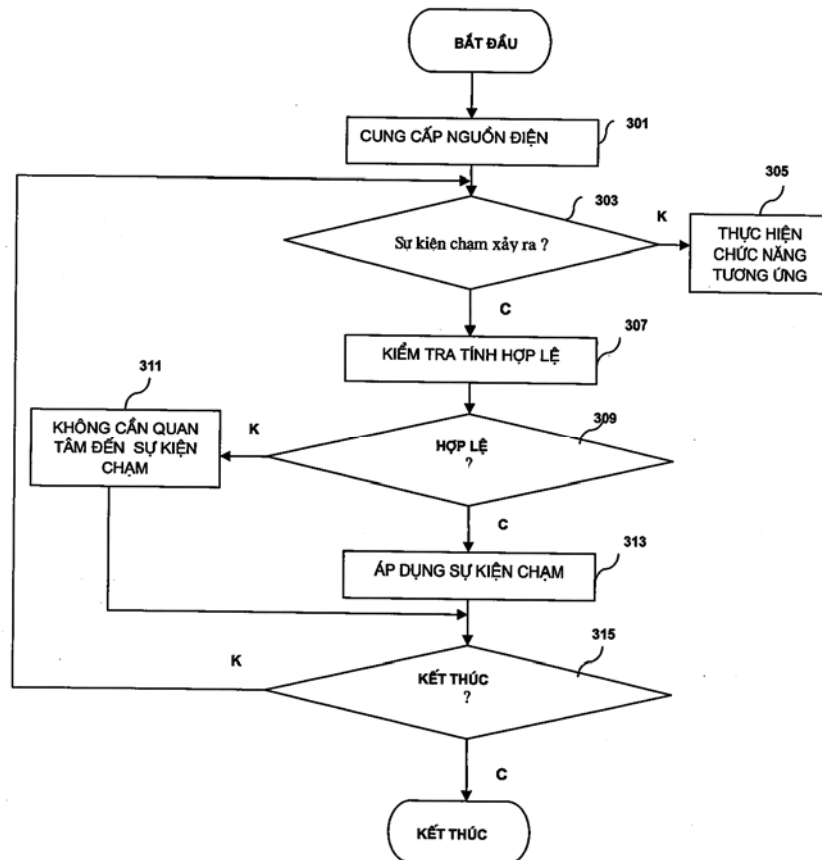 BẮT ĐẦU
CUNG CẤP NGUỒN ĐIỆN
301
Sự kiện chạm xảy ra ?
303
K
305
THỰC HIỆN
CHỨC NĂNG
TƯƠNG ỨNG
C
307
KIỂM TRA TÍNH HỢP LỆ
311
KHÔNG CẦN QUAN
TÂM ĐẾN SỰ KIỆN
CHẠM
K
HỢP LỆ
?
309
C
313
ÁP DỤNG SỰ KIỆN CHẠM
K
KẾT THÚC
?
315
C
KẾT THÚC